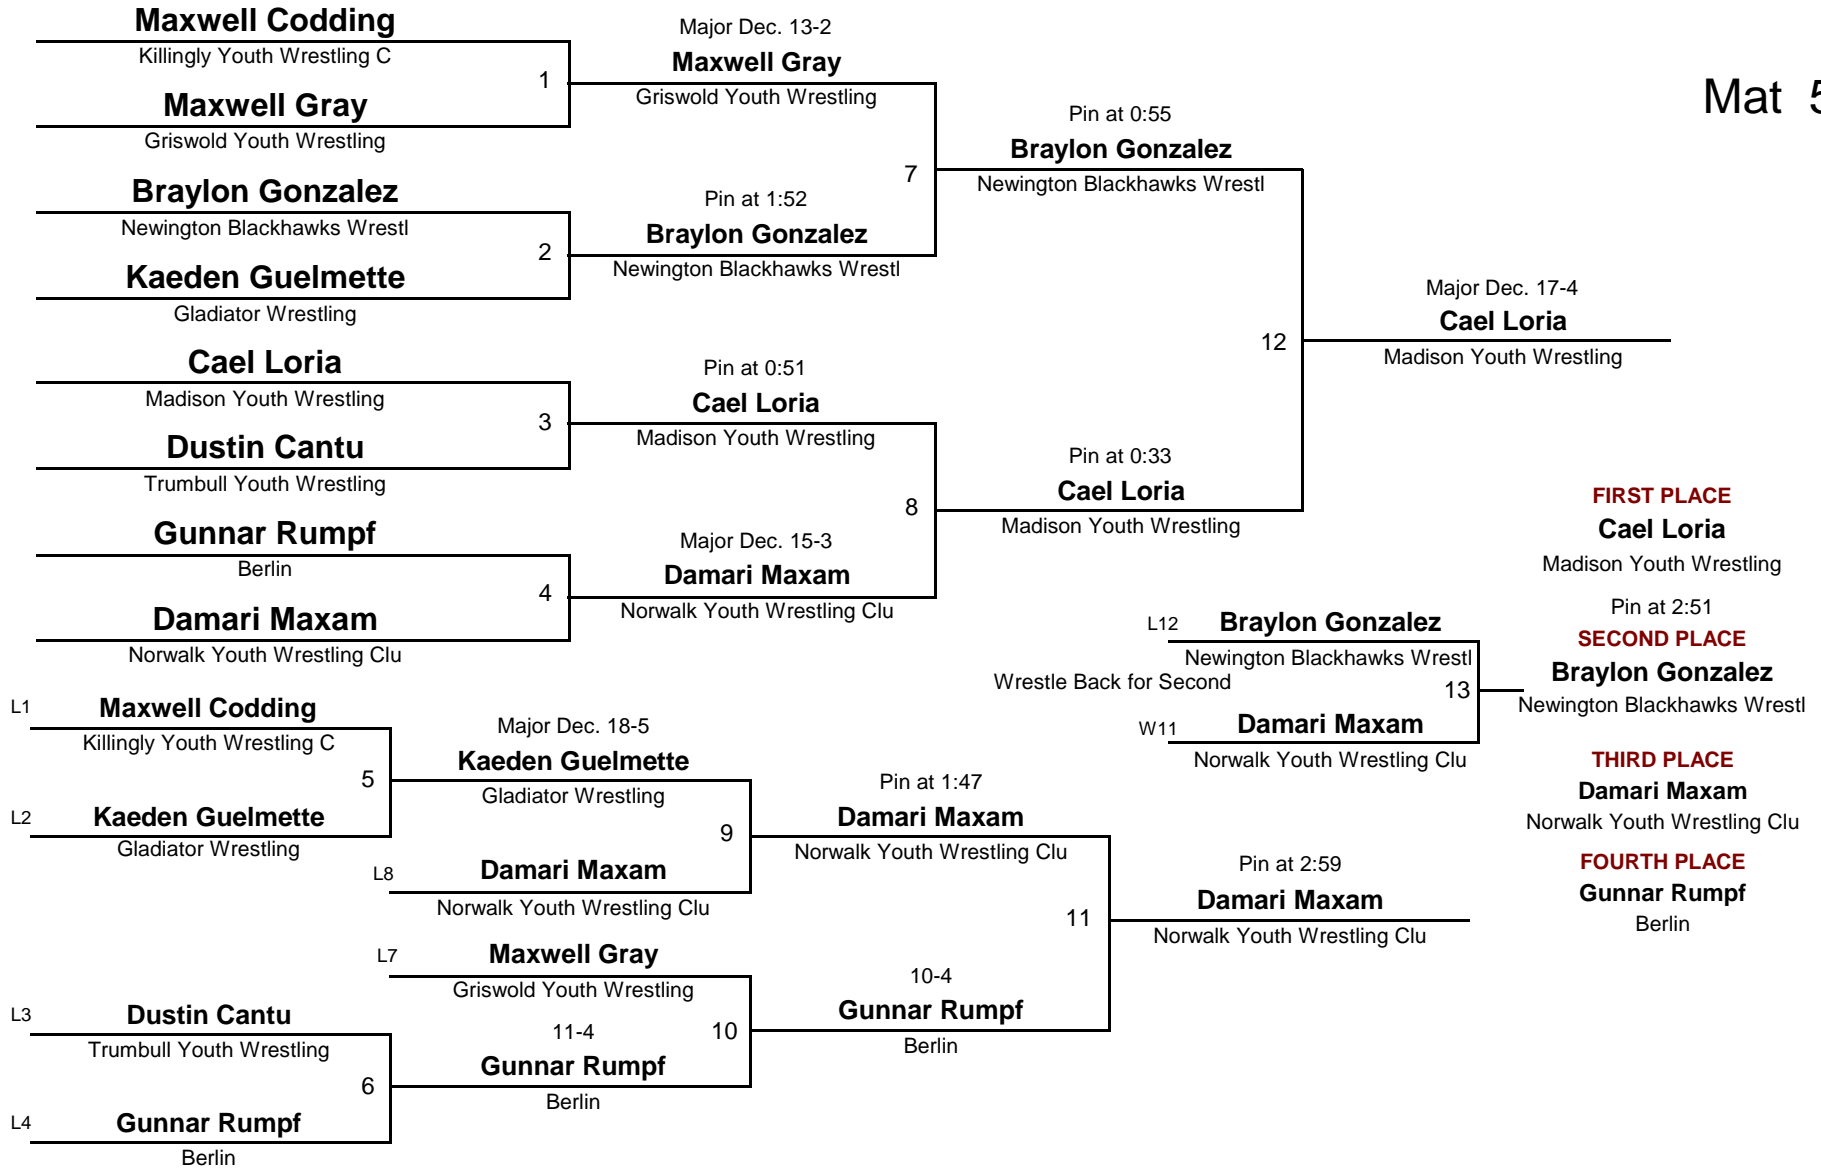 Maxwell Codding
Killingly Youth Wrestling C
1
Maxwell Gray
Griswold Youth Wrestling
Braylon Gonzalez
Newington Blackhawks Wrestl
2
Kaeden Guelmette
Gladiator Wrestling
Cael Loria
Madison Youth Wrestling
3
Dustin Cantu
Trumbull Youth Wrestling
Gunnar Rumpf
Berlin
4
Damari Maxam
Norwalk Youth Wrestling Clu
Major Dec. 13-2
Maxwell Gray
Griswold Youth Wrestling
7
Pin at 1:52
Braylon Gonzalez
Newington Blackhawks Wrestl
Pin at 0:51
Cael Loria
Madison Youth Wrestling
8
Major Dec. 15-3
Damari Maxam
Norwalk Youth Wrestling Clu
Pin at 0:55
Braylon Gonzalez
Newington Blackhawks Wrestl
12
Pin at 0:33
Cael Loria
Madison Youth Wrestling
Major Dec. 17-4
Cael Loria
Madison Youth Wrestling
Mat 5
L1
Maxwell Codding
Killingly Youth Wrestling C
5
L2
Kaeden Guelmette
Gladiator Wrestling
L3
Dustin Cantu
Trumbull Youth Wrestling
6
L4
Gunnar Rumpf
Berlin
Major Dec. 18-5
Kaeden Guelmette
Gladiator Wrestling
9
L8
Damari Maxam
Norwalk Youth Wrestling Clu
L7
Maxwell Gray
Griswold Youth Wrestling
10
11-4
Gunnar Rumpf
Berlin
Pin at 1:47
Damari Maxam
Norwalk Youth Wrestling Clu
11
10-4
Gunnar Rumpf
Berlin
Pin at 2:59
Damari Maxam
Norwalk Youth Wrestling Clu
L12
Braylon Gonzalez
Newington Blackhawks Wrestl
Wrestle Back for Second
13
W11
Damari Maxam
Norwalk Youth Wrestling Clu
FIRST PLACE
Cael Loria
Madison Youth Wrestling
Pin at 2:51
SECOND PLACE
Braylon Gonzalez
Newington Blackhawks Wrestl
THIRD PLACE
Damari Maxam
Norwalk Youth Wrestling Clu
FOURTH PLACE
Gunnar Rumpf
Berlin